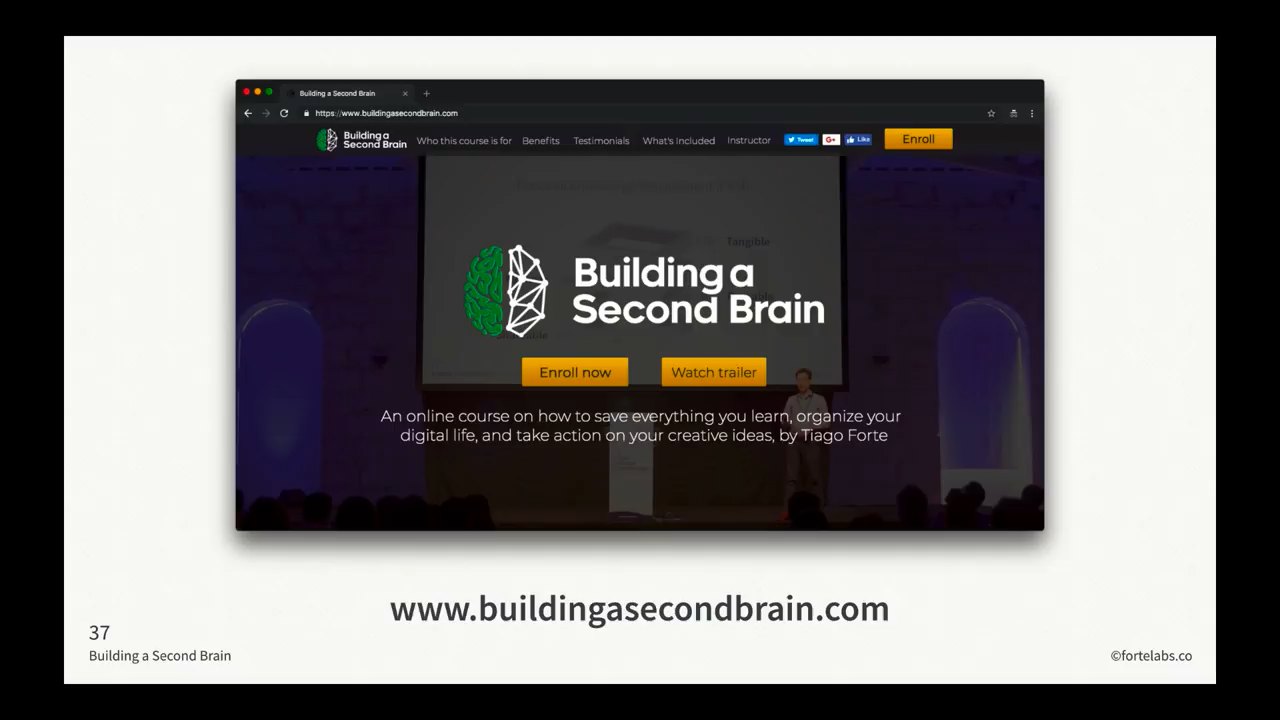 Building a Second Brain
https://www.buildingasecondbrain.com
Building a
Second Brain
Who this course is for Benefits Testimonials What's Included Instructor Tweet G+ Like Enroll
Tangible
Building a
Second Brain
Enroll now Watch trailer
An online course on how to save everything you learn, organize your
digital life, and take action on your creative ideas, by Tiago Forte
www.buildingasecondbrain.com
37
Building a Second Brain
©fortelabs.co